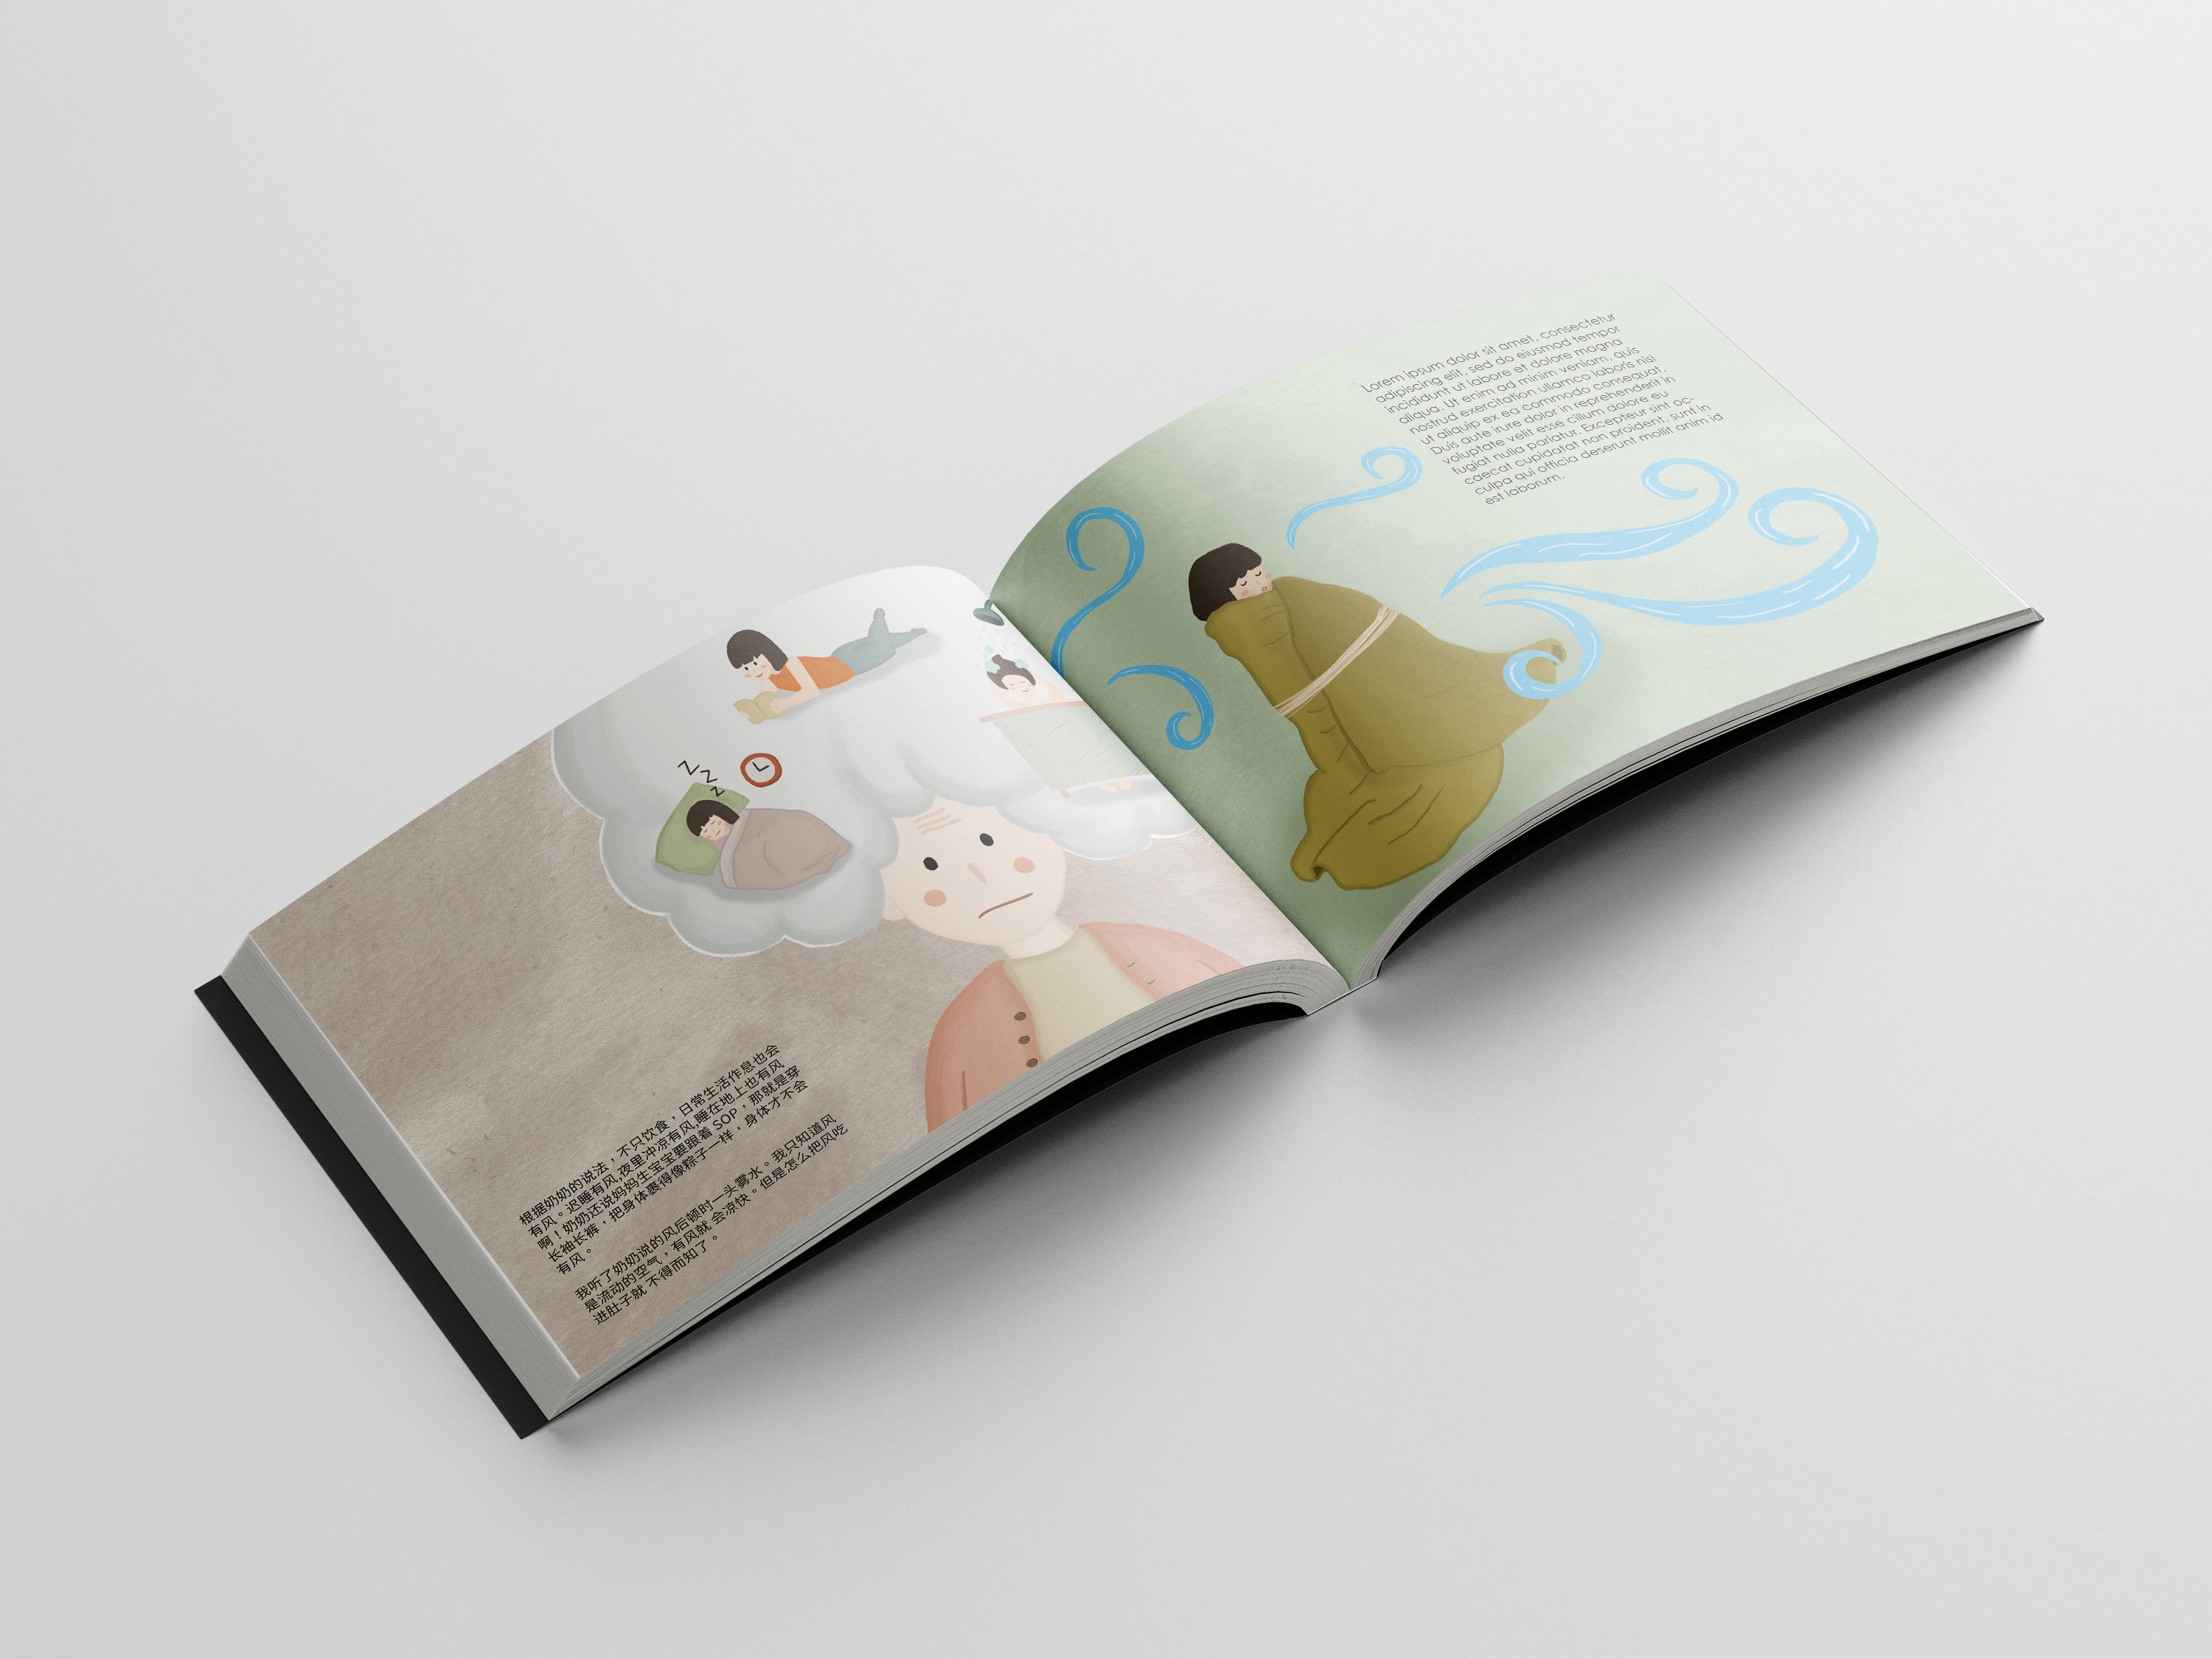 z
z
z
根据奶奶的说法，不只饮食，日常生活作息也会
有风。迟睡有风,夜里冲凉有风,睡在地上也有风
啊！奶奶还说妈妈生宝宝要跟着 SOP，那就是穿
长袖长裤，把身体裹得像粽子一样，身体才不会
有风。
我听了奶奶说的风后顿时一头雾水。我只知道风
是流动的空气，有风就 会凉快。但是怎么把风吃
进肚子就 不得而知了。
Lorem ipsum dolor sit amet, consectetur
adipiscing elit, sed do eiusmod tempor
incididunt ut labore et dolore magna
aliqua. Ut enim ad minim veniam, quis
nostrud exercitation ullamco laboris nisi
ut aliquip ex ea commodo consequat.
Duis aute irure dolor in reprehenderit in
voluptate velit esse cillum dolore eu
fugiat nulla pariatur. Excepteur sint oc-
caecat cupidatat non proident, sunt in
culpa qui officia deserunt mollit anim id
est laborum.